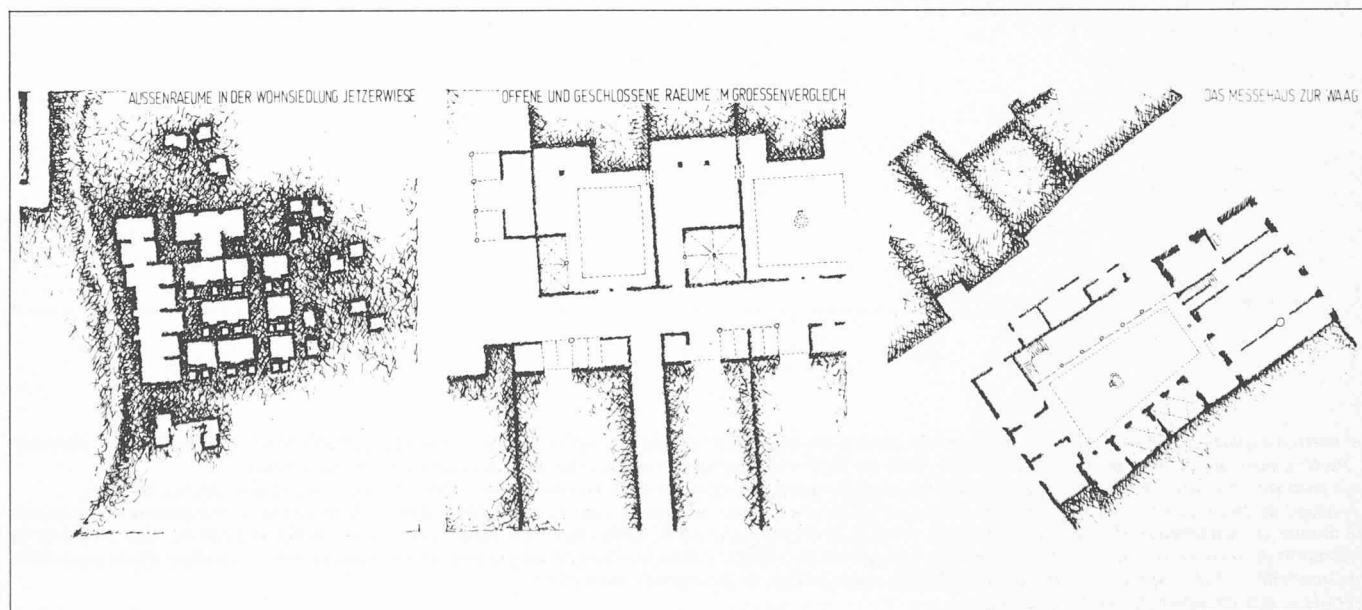 AUSSENRAEUME IN DER WOHNSIEDLUNG JETZERWIESE
OFFENE UND GESCHLOSSENE RAEUME IM GROESSENVERGLEICH
DAS MESSEHAUS ZUR WAAG